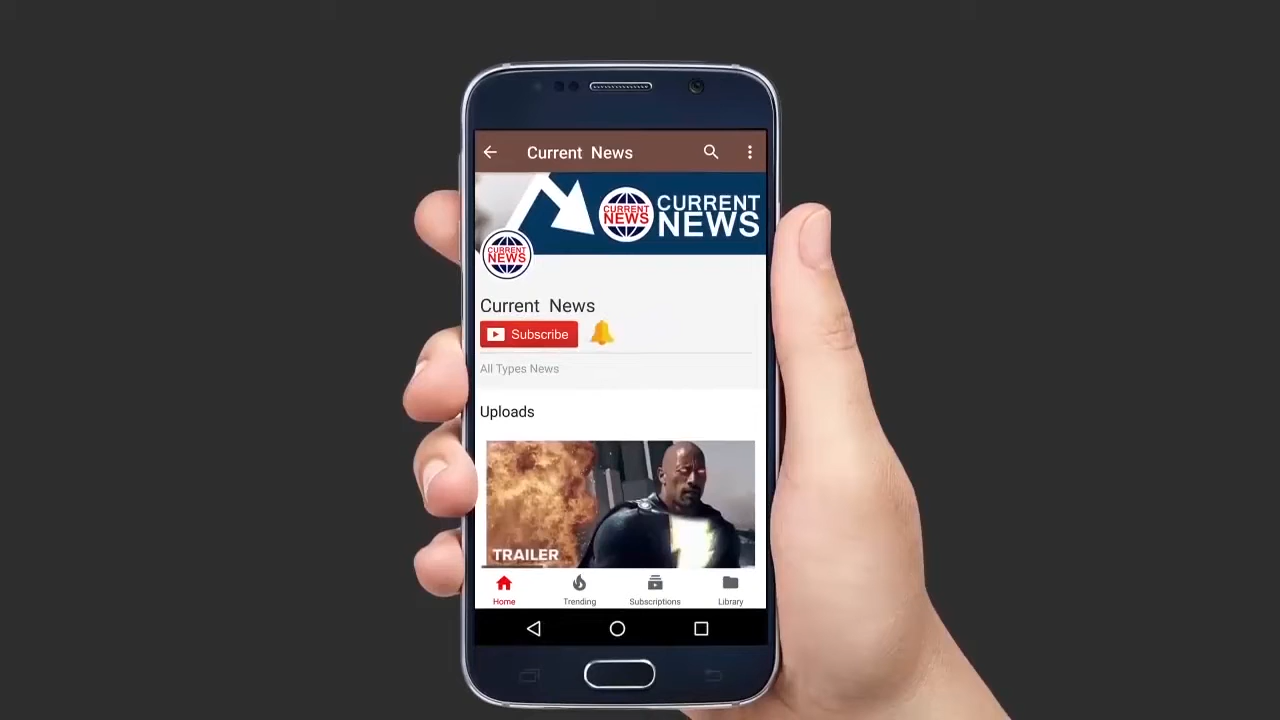 Current News
CURRENT
NEWS
CURRENT
NEWS
CURRENT
NEWS
Current News
Subscribe
All Types News
Uploads
TRAILER
Home
Trending
Subscriptions
Library